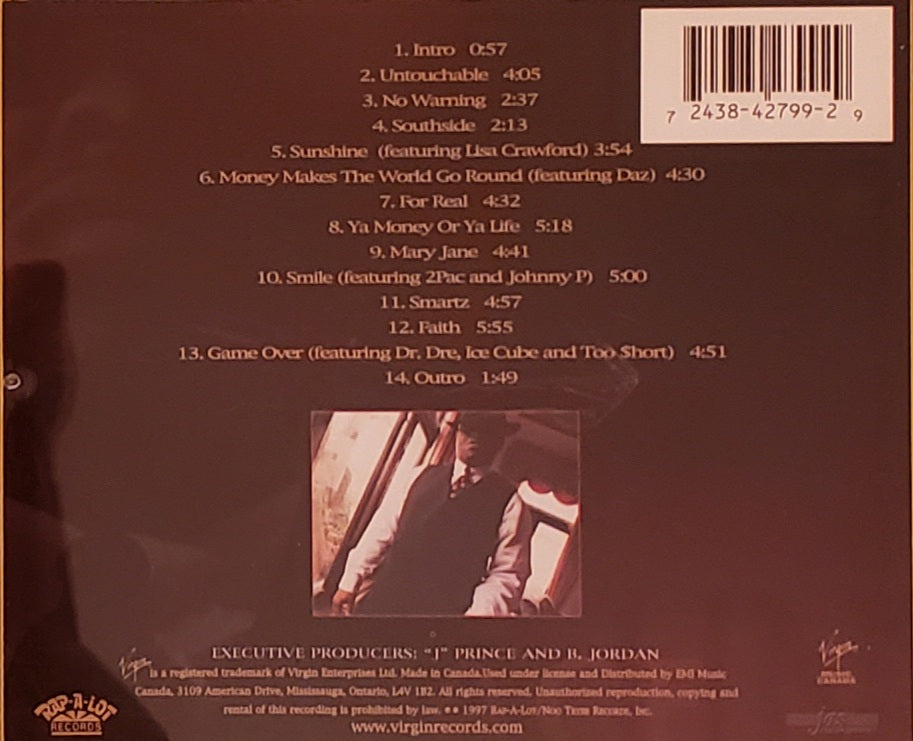 1. Intro 0:57
2. Untouchable 4:05
3. No Warning 2:37
4. Southside 2:13
5. Sunshine (featuring Lisa Crawford) 3:54
6. Money Makes The World Go Round (featuring Daz) 4:30
7. For Real 4:32
8. Ya Money Or Ya Life 5:18
9. Mary Jane 4:41
10. Smile (featuring 2Pac and Johnny P) 5:00
11. Smartz 4:57
12. Faith 5:55
13. Game Over (featuring Dr. Dre, Ice Cube and Too $hort) 4:51
14. Outro 1:49
7 2438-42799-2 9
EXECUTIVE PRODUCERS: "J" PRINCE AND B. JORDAN
Virgin is a registered trademark of Virgin Enterprises Ltd. Made in Canada.Used under license and Distributed by EMI Music
Canada, 3109 American Drive, Mississauga, Ontario, L4V 1B2. All rights reserved. Unauthorized reproduction, copying and
rental of this recording is prohibited by law. 1997 RAP-A-LOT/NOO TRYBE RECORDS, INC.
www.virginrecords.com
RAP-A-LOT
RECORDS
Virgin
MUSIC
CANADA